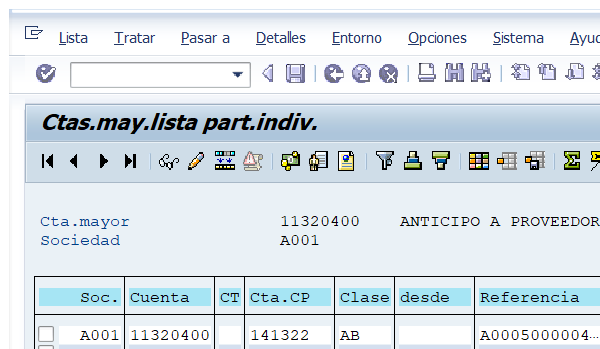 Lista Tratar Pasar a Detalles Entorno Opciones Sistema Ayuc
Ctas.may.lista part.indiv.
Cta.mayor 11320400 ANTICIPO A PROVEEDOR
Sociedad A001
Soc. Cuenta CT Cta.CP Clase desde Referencia
A001 11320400 141322 AB A0005000004...